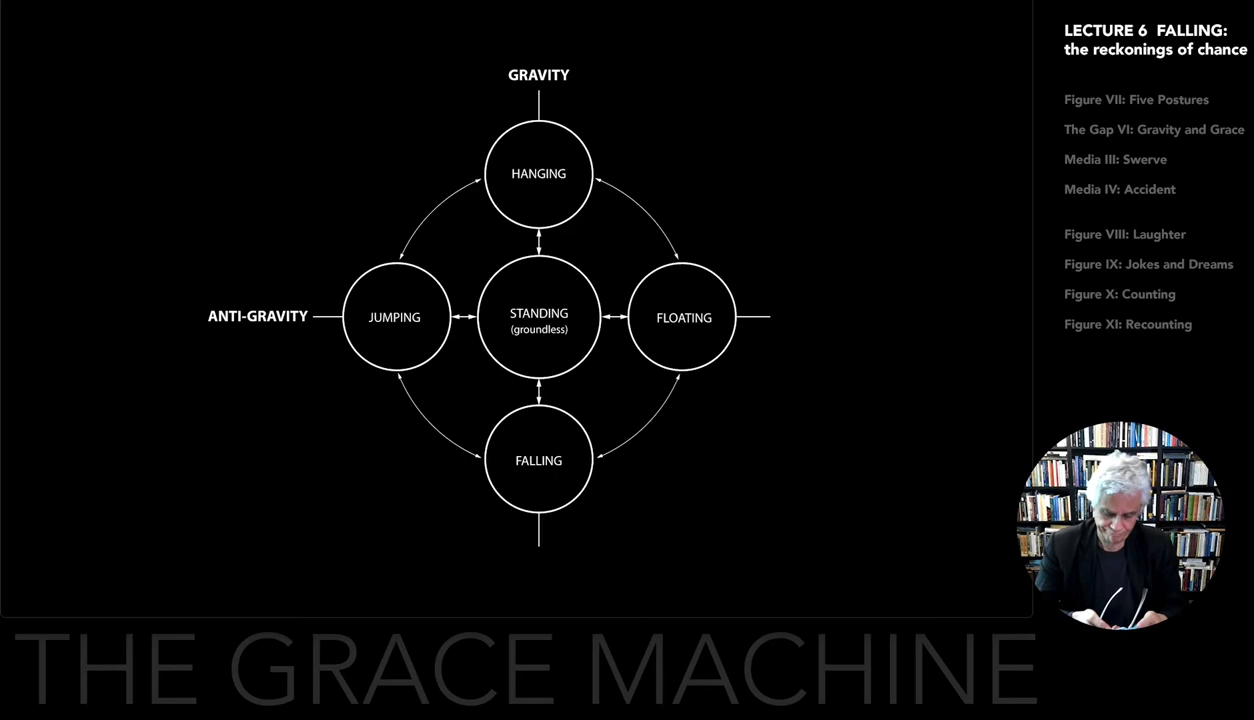 GRAVITY
HANGING
ANTI-GRAVITY
JUMPING
STANDING
(groundless)
FLOATING
FALLING
LECTURE 6 FALLING:
the reckonings of chance
Figure VII: Five Postures
The Gap VI: Gravity and Grace
Media III: Swerve
Media IV: Accident
Figure VIII: Laughter
Figure IX: Jokes and Dreams
Figure X: Counting
Figure XI: Recounting
THE GRACE MACHINE